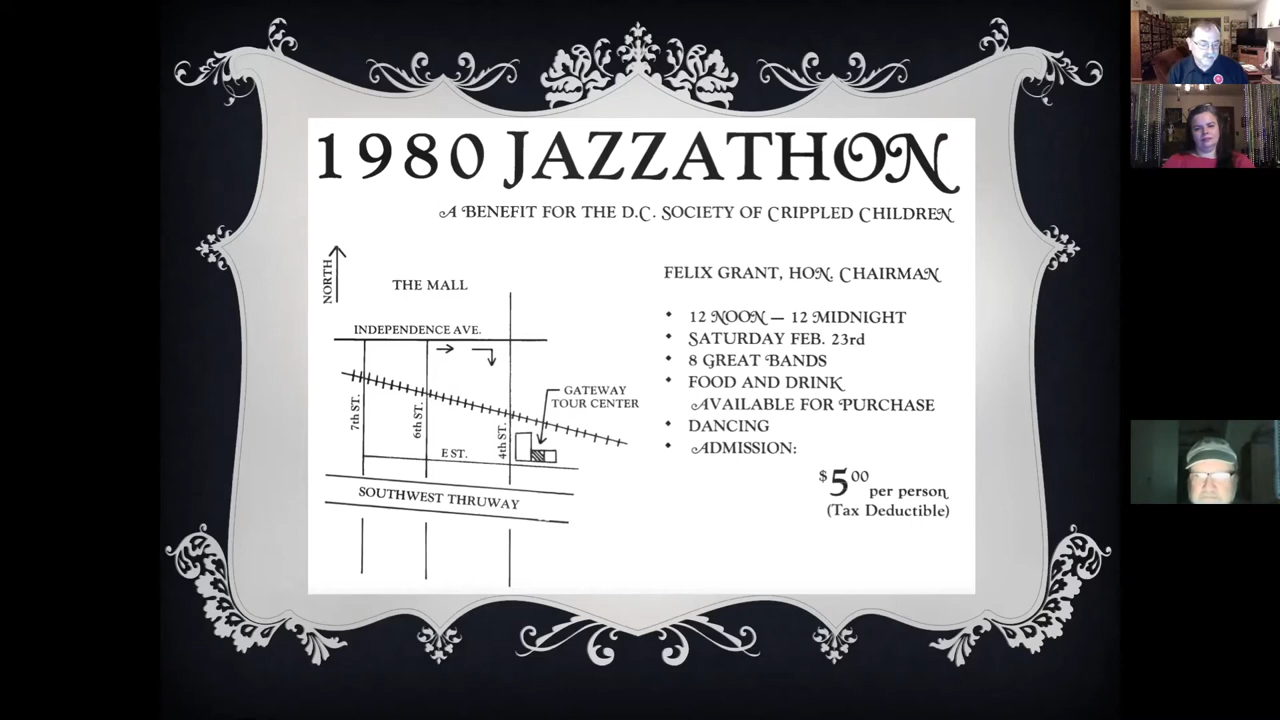 1980 JAZZATHON
A BENEFIT FOR THE D.C. SOCIETY OF CRIPPLED CHILDREN
NORTH
THE MALL
INDEPENDENCE AVE.
7th ST.
6th ST.
4th ST.
GATEWAY
TOUR CENTER
E ST.
SOUTHWEST THRUWAY
FELIX GRANT, HON. CHAIRMAN
• 12 NOON — 12 MIDNIGHT
• SATURDAY FEB. 23rd
• 8 GREAT BANDS
• FOOD AND DRINK
AVAILABLE FOR PURCHASE
• DANCING
• ADMISSION:
$5.00 per person
(Tax Deductible)